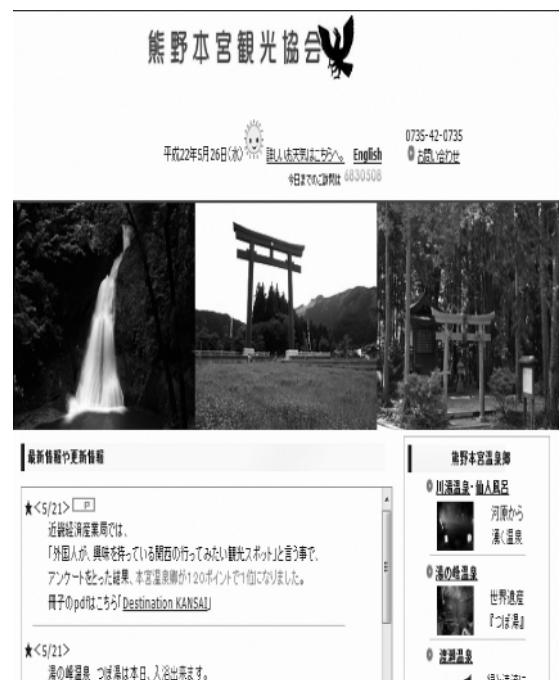 熊野本宮観光協会
平成22年5月26日(水) 詳しいお天気はこちらへ。 English
今日までのご訪問は 6830508
0735-42-0735
お問い合わせ
最新情報や更新情報
★<5/21> P
近畿経済産業局では、
「外国人が、興味を持っている関西の行ってみたい観光スポット」と言う事で、
アンケートをとった結果、本宮温泉郷が120ポイントで1位になりました。
冊子のpdfはこちら「Destination KANSAI」
★<5/21>
湯の峰温泉 つぼ湯は本日、入浴出来ます。
熊野本宮温泉郷
川湯温泉・仙人風呂
河原から
湧く温泉
湯の峰温泉
世界遺産
『つぼ湯』
渡瀬温泉